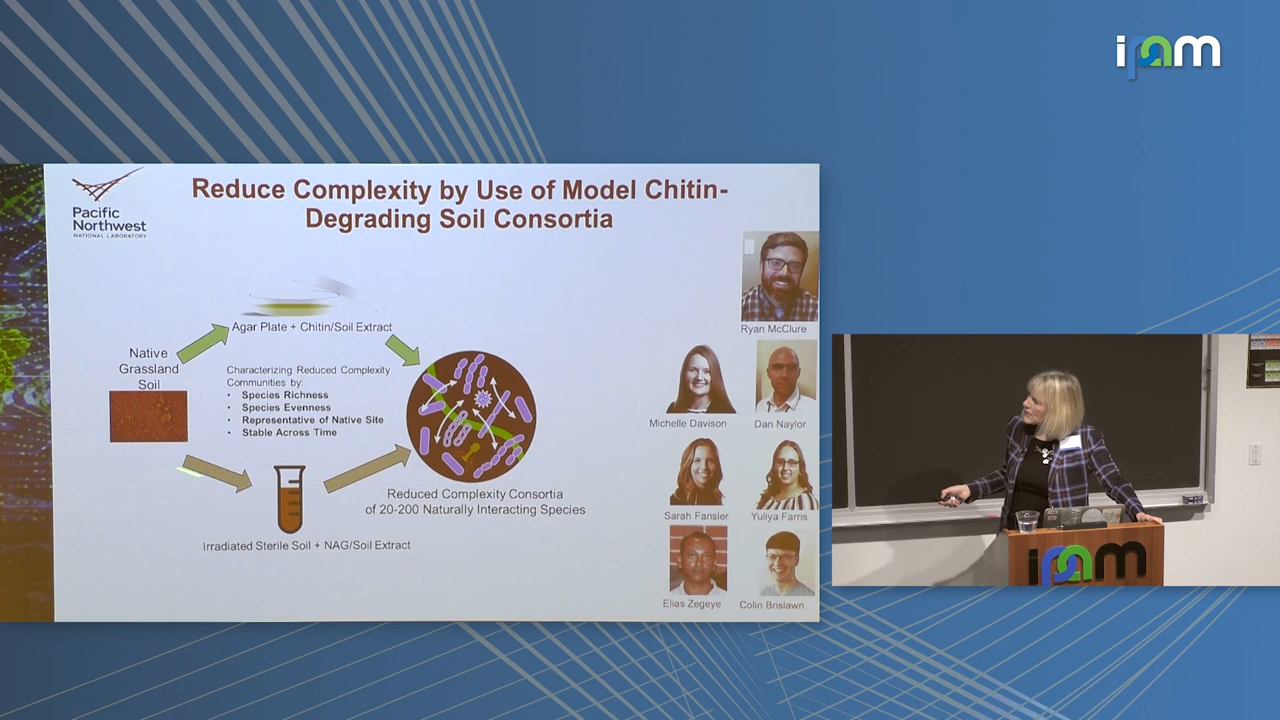 ipam
Pacific
Northwest
NATIONAL LABORATORY
Reduce Complexity by Use of Model Chitin-
Degrading Soil Consortia
Ryan McClure
Agar Plate + Chitin/Soil Extract
Native
Grassland
Soil
Characterizing Reduced Complexity
Communities by:
• Species Richness
• Species Evenness
• Representative of Native Site
• Stable Across Time
Michelle Davison
Dan Naylor
Reduced Complexity Consortia
of 20-200 Naturally Interacting Species
Sarah Fansler
Yuliya Farris
Irradiated Sterile Soil + NAG/Soil Extract
Elias Zegeye
Colin Brislawn
ipam